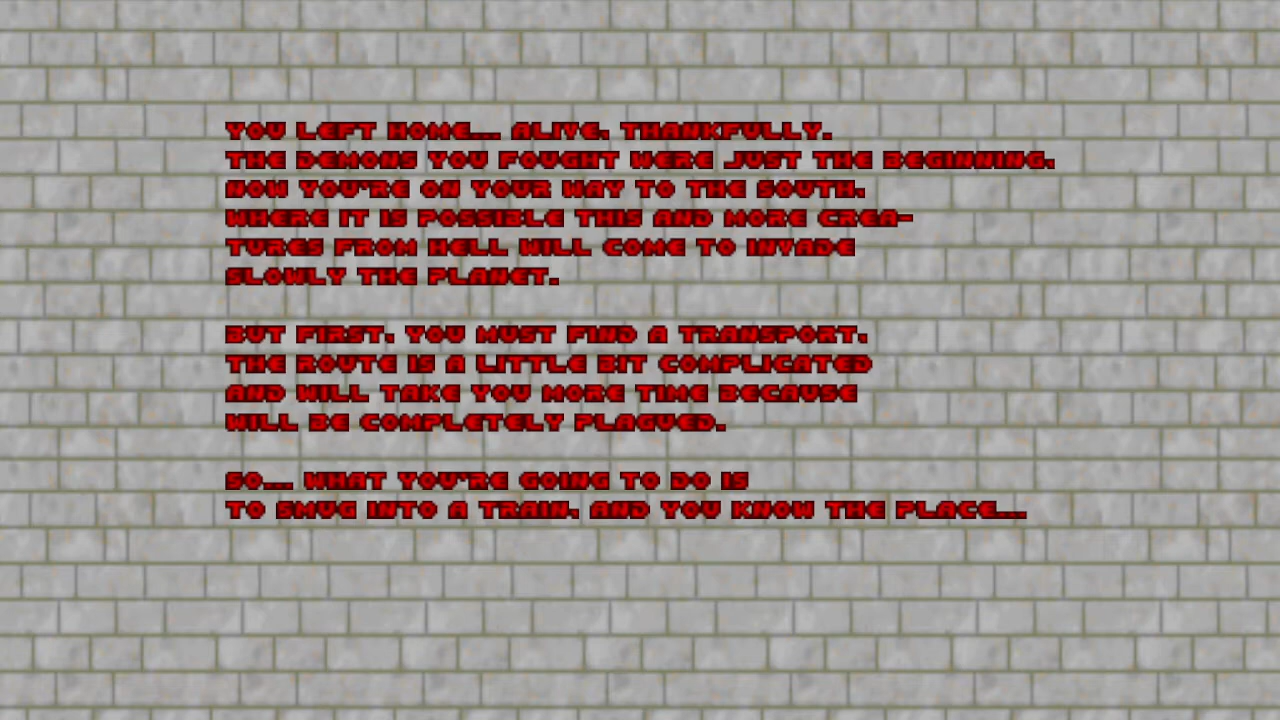 YOU LEFT HOME... ALIVE, THANKFULLY.
THE DEMONS YOU FOUGHT WERE JUST THE BEGINNING,
NOW YOU'RE ON YOUR WAY TO THE SOUTH,
WHERE IT IS POSSIBLE THIS AND MORE CREA-
TURES FROM HELL WILL COME TO INVADE
SLOWLY THE PLANET.
BUT FIRST, YOU MUST FIND A TRANSPORT,
THE ROUTE IS A LITTLE BIT COMPLICATED
AND WILL TAKE YOU MORE TIME BECAUSE
WILL BE COMPLETELY PLAGUED.
SO... WHAT YOU'RE GOING TO DO IS
TO SMUG INTO A TRAIN, AND YOU KNOW THE PLACE...